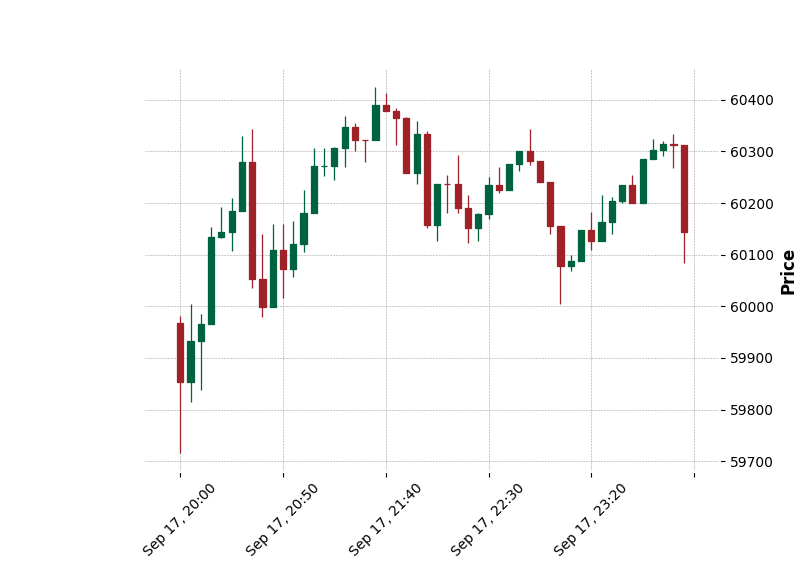 60400
60300
60200
60100
60000
59900
59800
59700
Price
Sep 17, 20:00
Sep 17, 20:50
Sep 17, 21:40
Sep 17, 22:30
Sep 17, 23:20